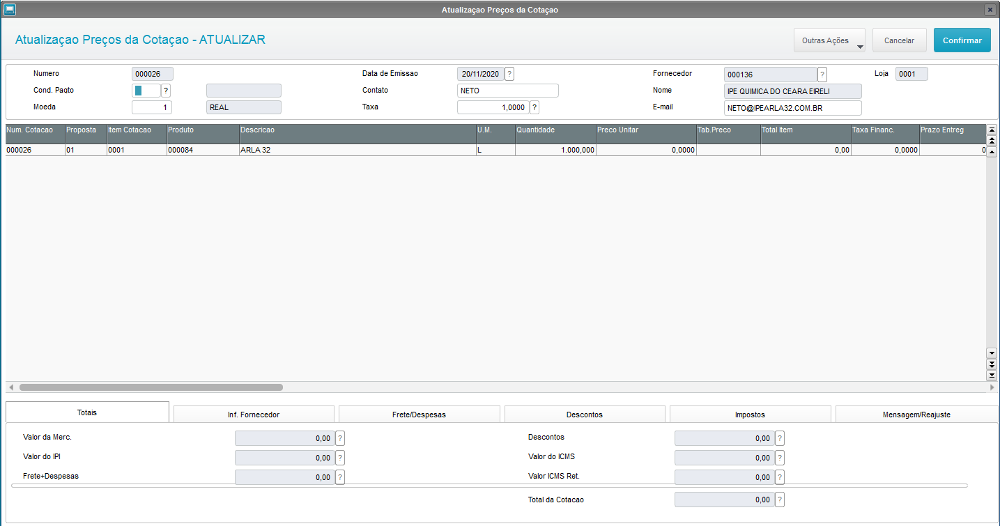 Atualizaçao Preços da Cotaçao
×
Atualizaçao Preços da Cotaçao - ATUALIZAR
Outras Ações
Cancelar
Confirmar
Numero 000026 Data de Emissao 20/11/2020 ? Fornecedor 000136 ? Loja 0001
Cond. Pagto ? Contato NETO Nome IPE QUIMICA DO CEARA EIRELI
Moeda 1 REAL Taxa 1,0000 ? E-mail NETO@IPEARLA32.COM.BR
Num. Cotacao Proposta Item Cotacao Produto Descricao U.M. Quantidade Preco Unitar Tab.Preco Total Item Taxa Financ. Prazo Entreg
000026 01 0001 000084 ARLA 32 L 1.000,000 0,0000 0,00 0,0000 0
Totais Inf. Fornecedor Frete/Despesas Descontos Impostos Mensagem/Reajuste
Valor da Merc. 0,00 ? Descontos 0,00 ?
Valor do IPI 0,00 ? Valor do ICMS 0,00 ?
Frete+Despesas 0,00 ? Valor ICMS Ret. 0,00 ?
Total da Cotacao 0,00 ?